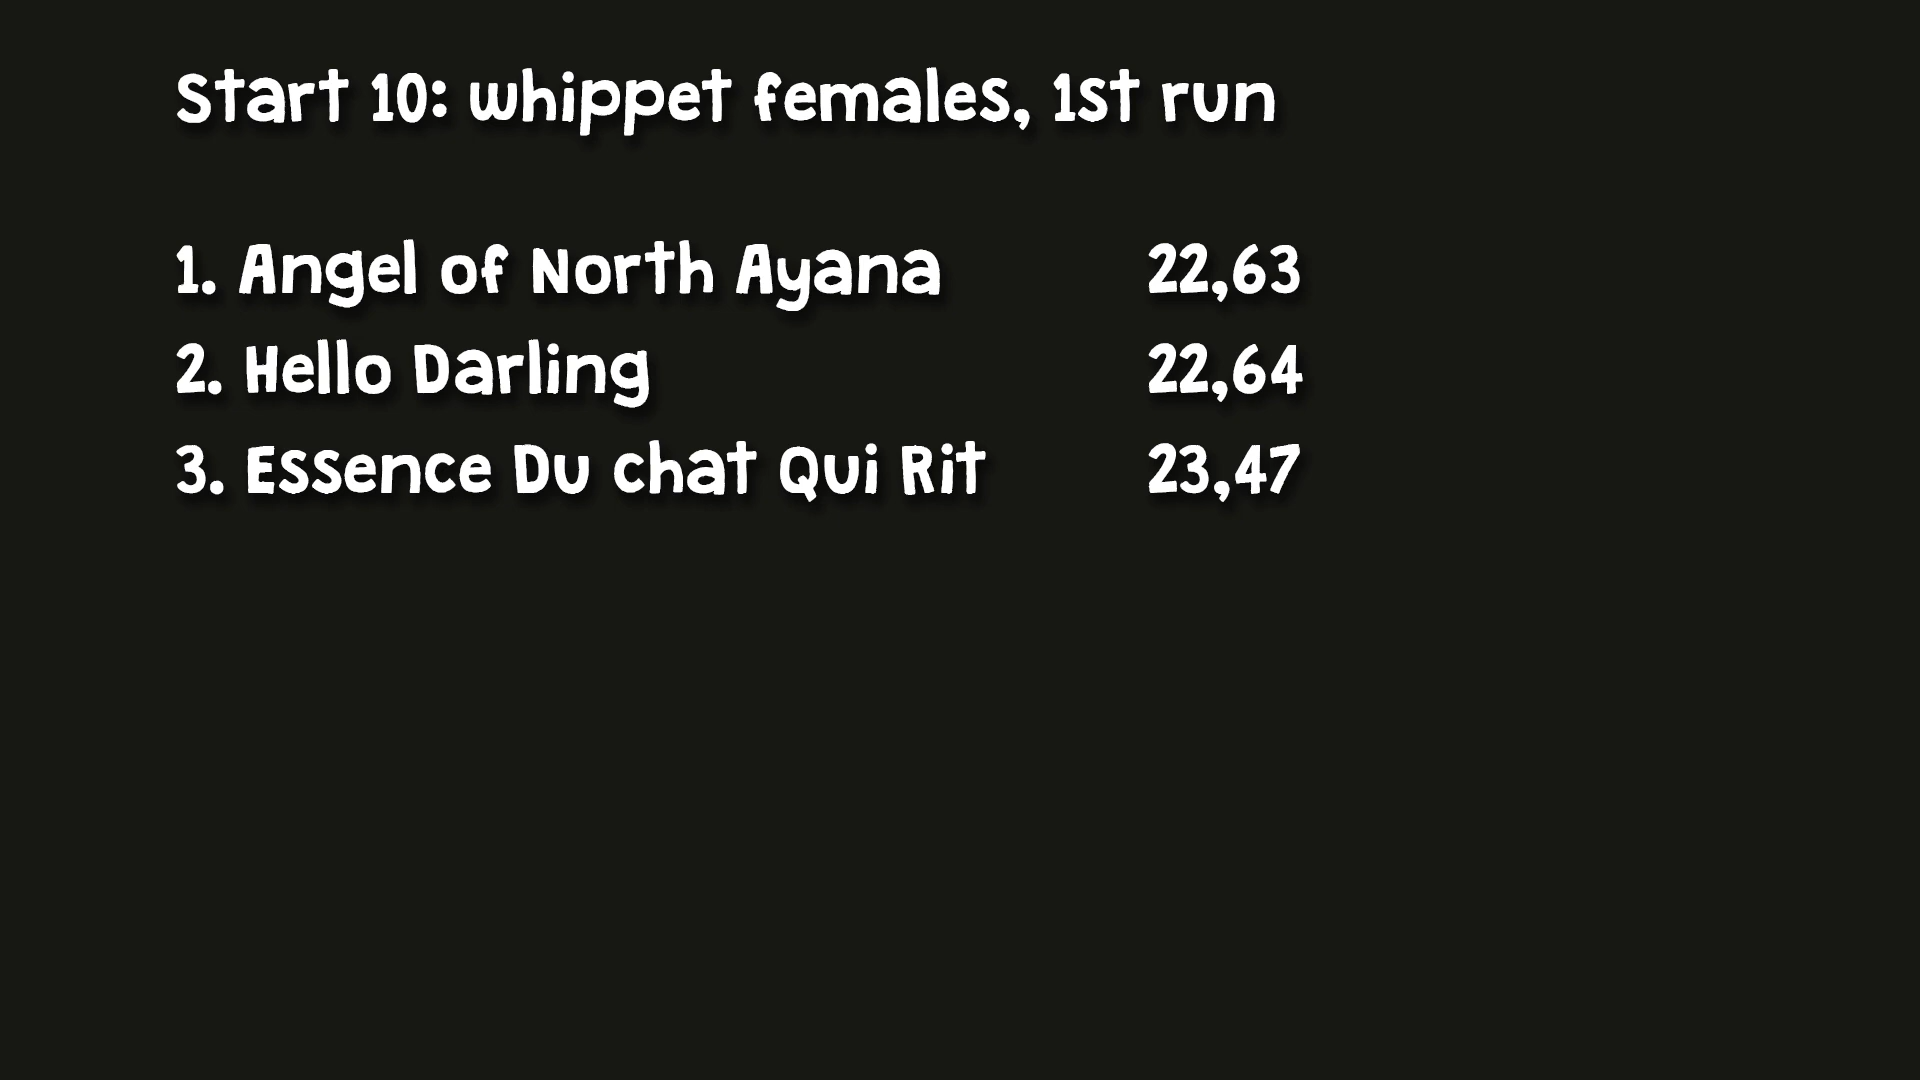 Start 10: whippet females, 1st run
1. Angel of North Ayana 22,63
2. Hello Darling 22,64
3. Essence Du chat Qui Rit 23,47